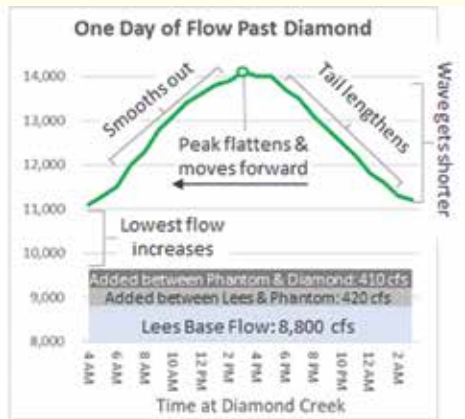 One Day of Flow Past Diamond
14,000
13,000
12,000
11,000
10,000
9,000
8,000
Smooths out
Tail lengthens
Wave gets shorter
Peak flattens &
moves forward
Lowest flow
increases
Added between Phantom & Diamond: 410 cfs
Added between Lees & Phantom: 420 cfs
Lees Base Flow: 8,800 cfs
4 AM
6 AM
8 AM
10 AM
12 PM
2 PM
4 PM
6 PM
8 PM
10 PM
12 AM
2 AM
Time at Diamond Creek